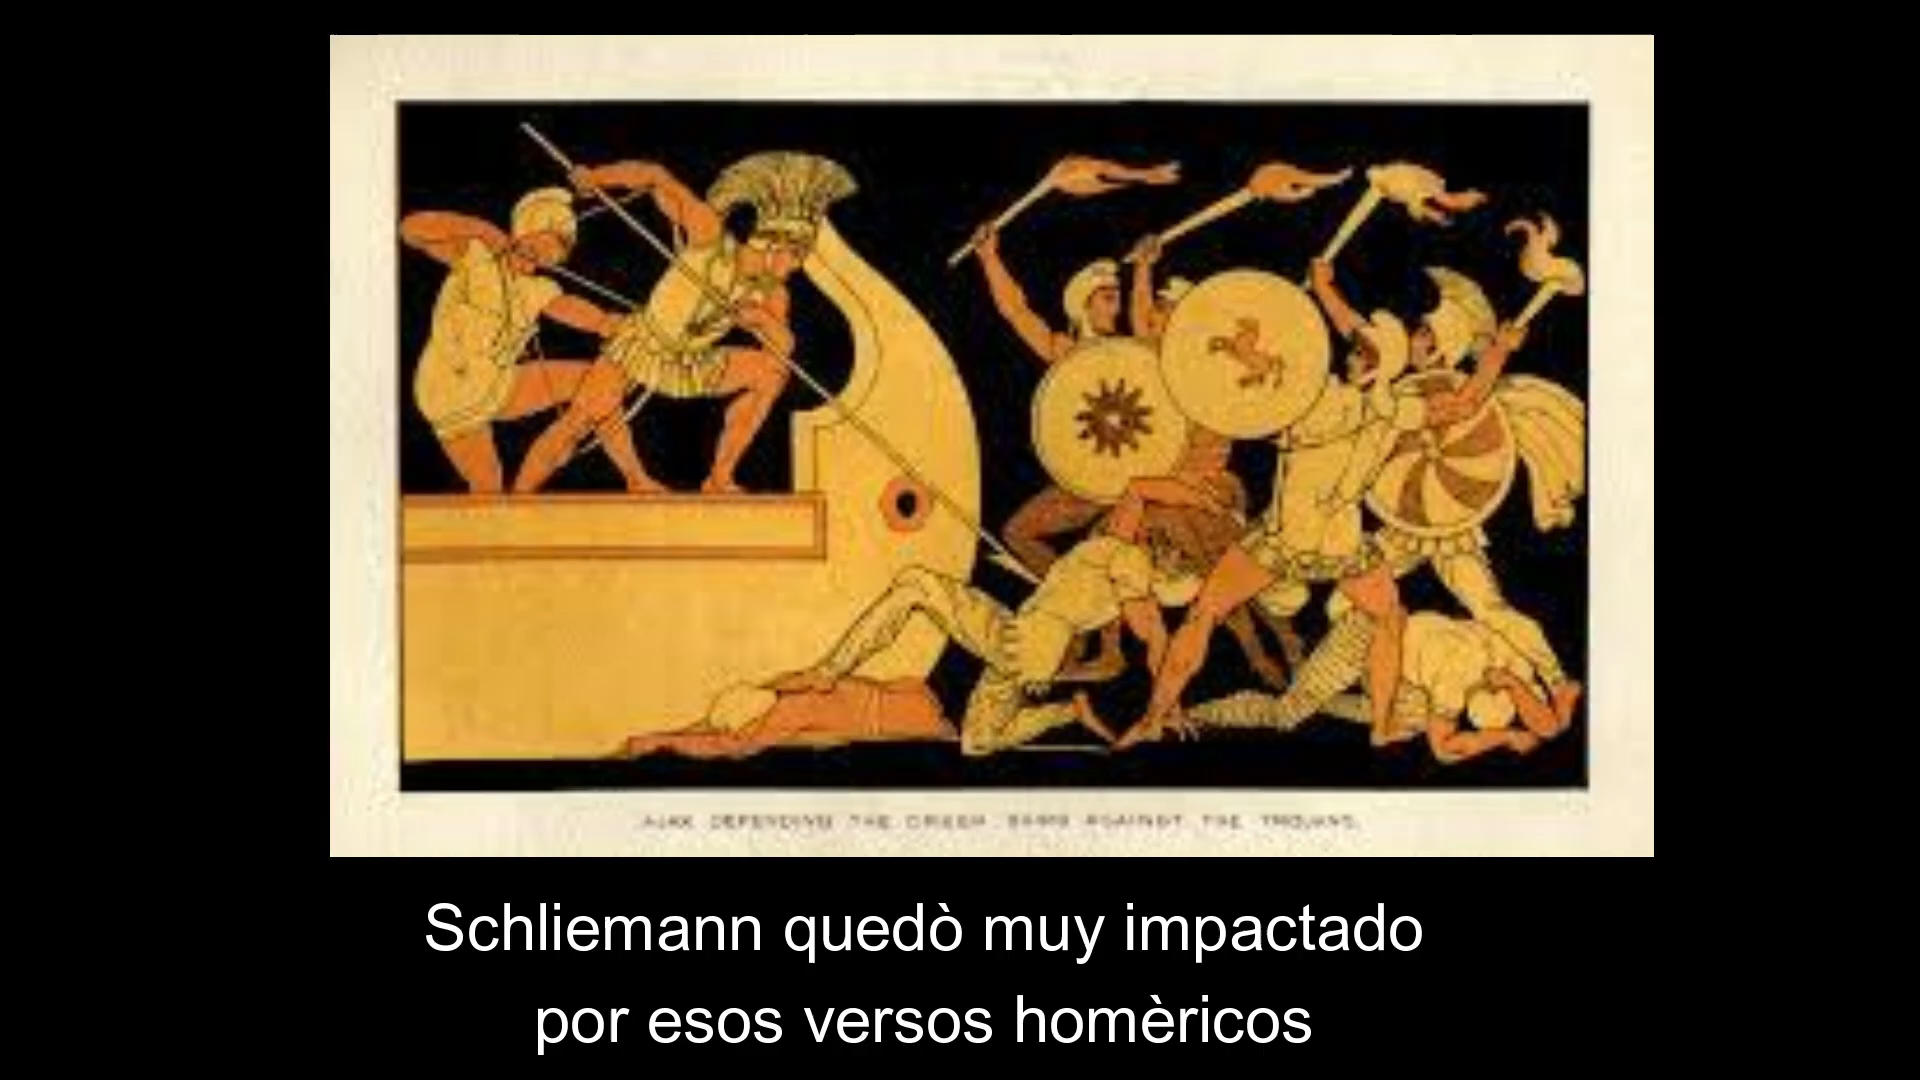 AJAX DEFENDING THE GREEK SHIPS AGAINST THE TROJANS.
Schliemann quedò muy impactado
por esos versos homèricos